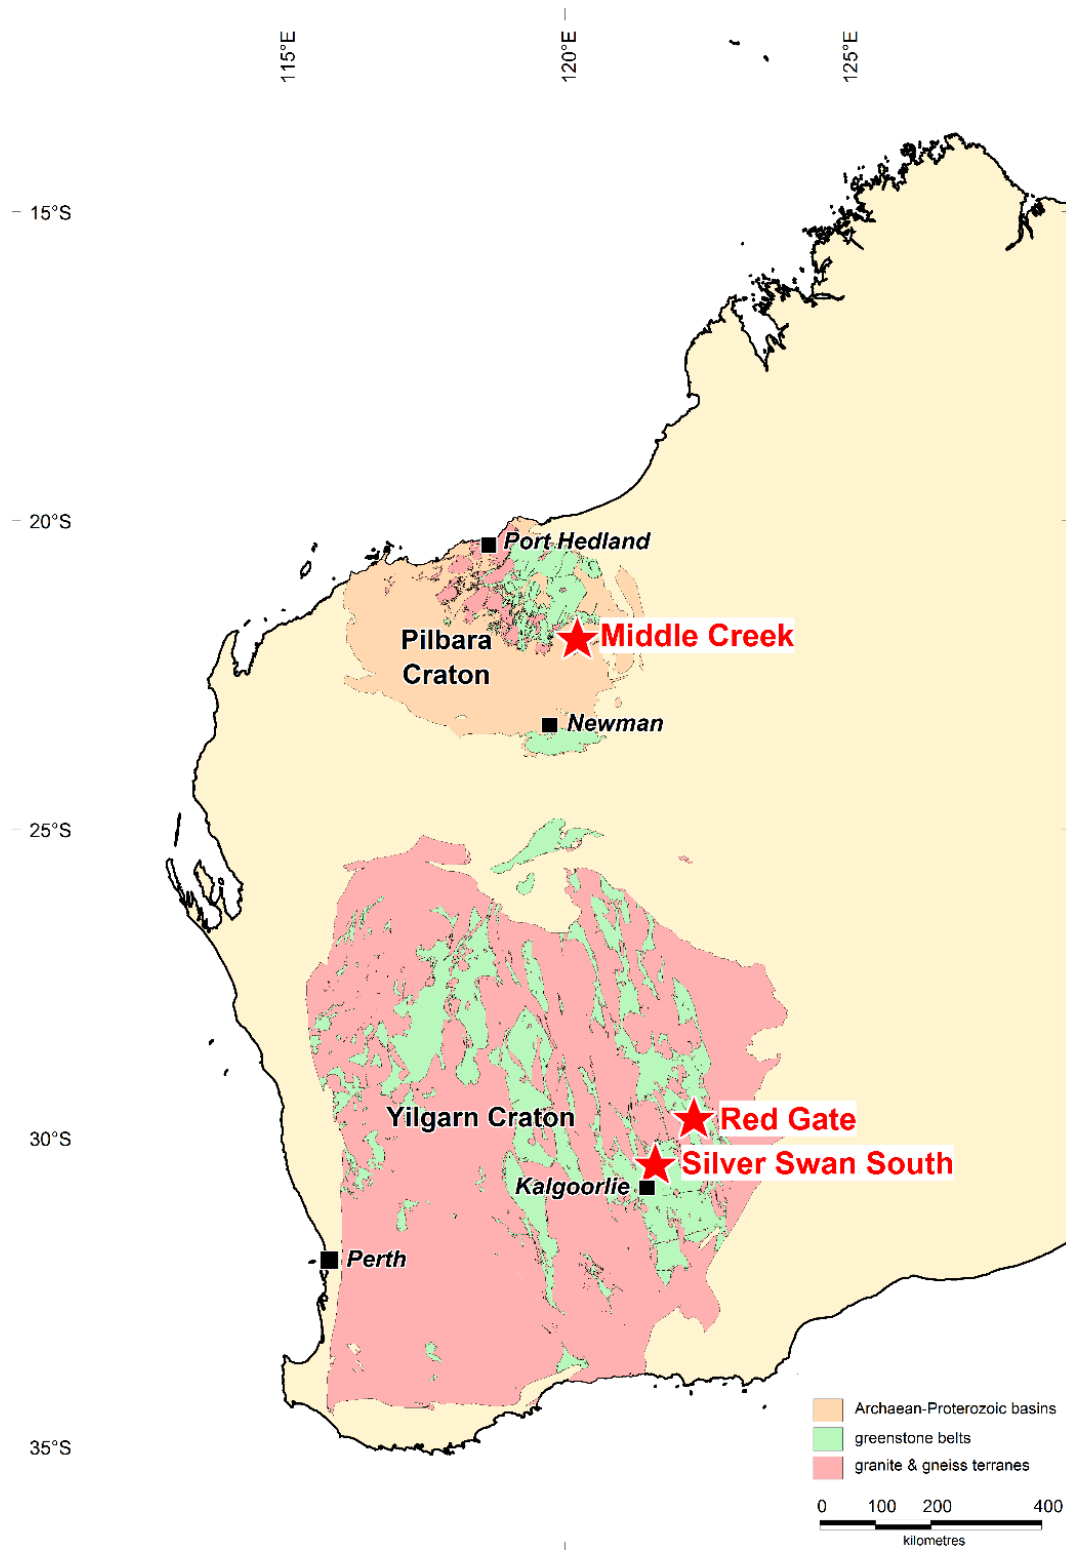 115°E
120°E
125°E
15°S
20°S
Port Hedland
Middle Creek
Pilbara
Craton
Newman
25°S
Yilgarn Craton
Red Gate
30°S
Silver Swan South
Kalgoorlie
Perth
Archaean-Proterozoic basins
greenstone belts
granite & gneiss terranes
35°S
0 100 200 400
kilometres